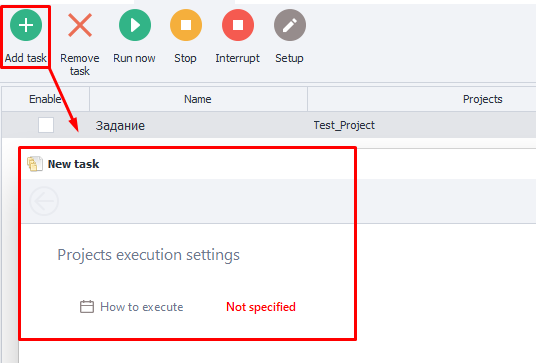 Add task
Remove task
Run now
Stop
Interrupt
Setup
Enable
Name
Projects
Задание
Test_Project
New task
Projects execution settings
How to execute
Not specified